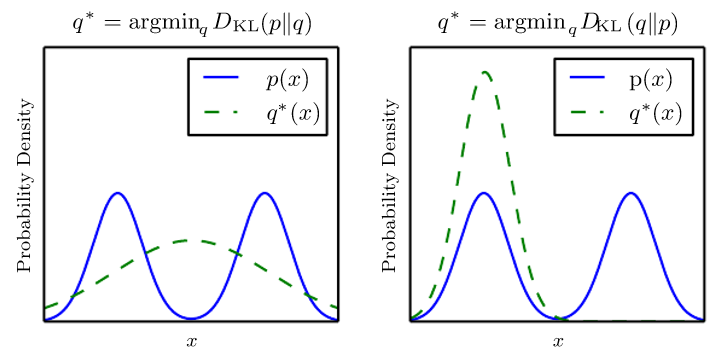 q* = argmin_q D_KL(p‖q)
p(x)
q*(x)
Probability Density
x
q* = argmin_q D_KL(q‖p)
p(x)
q*(x)
Probability Density
x